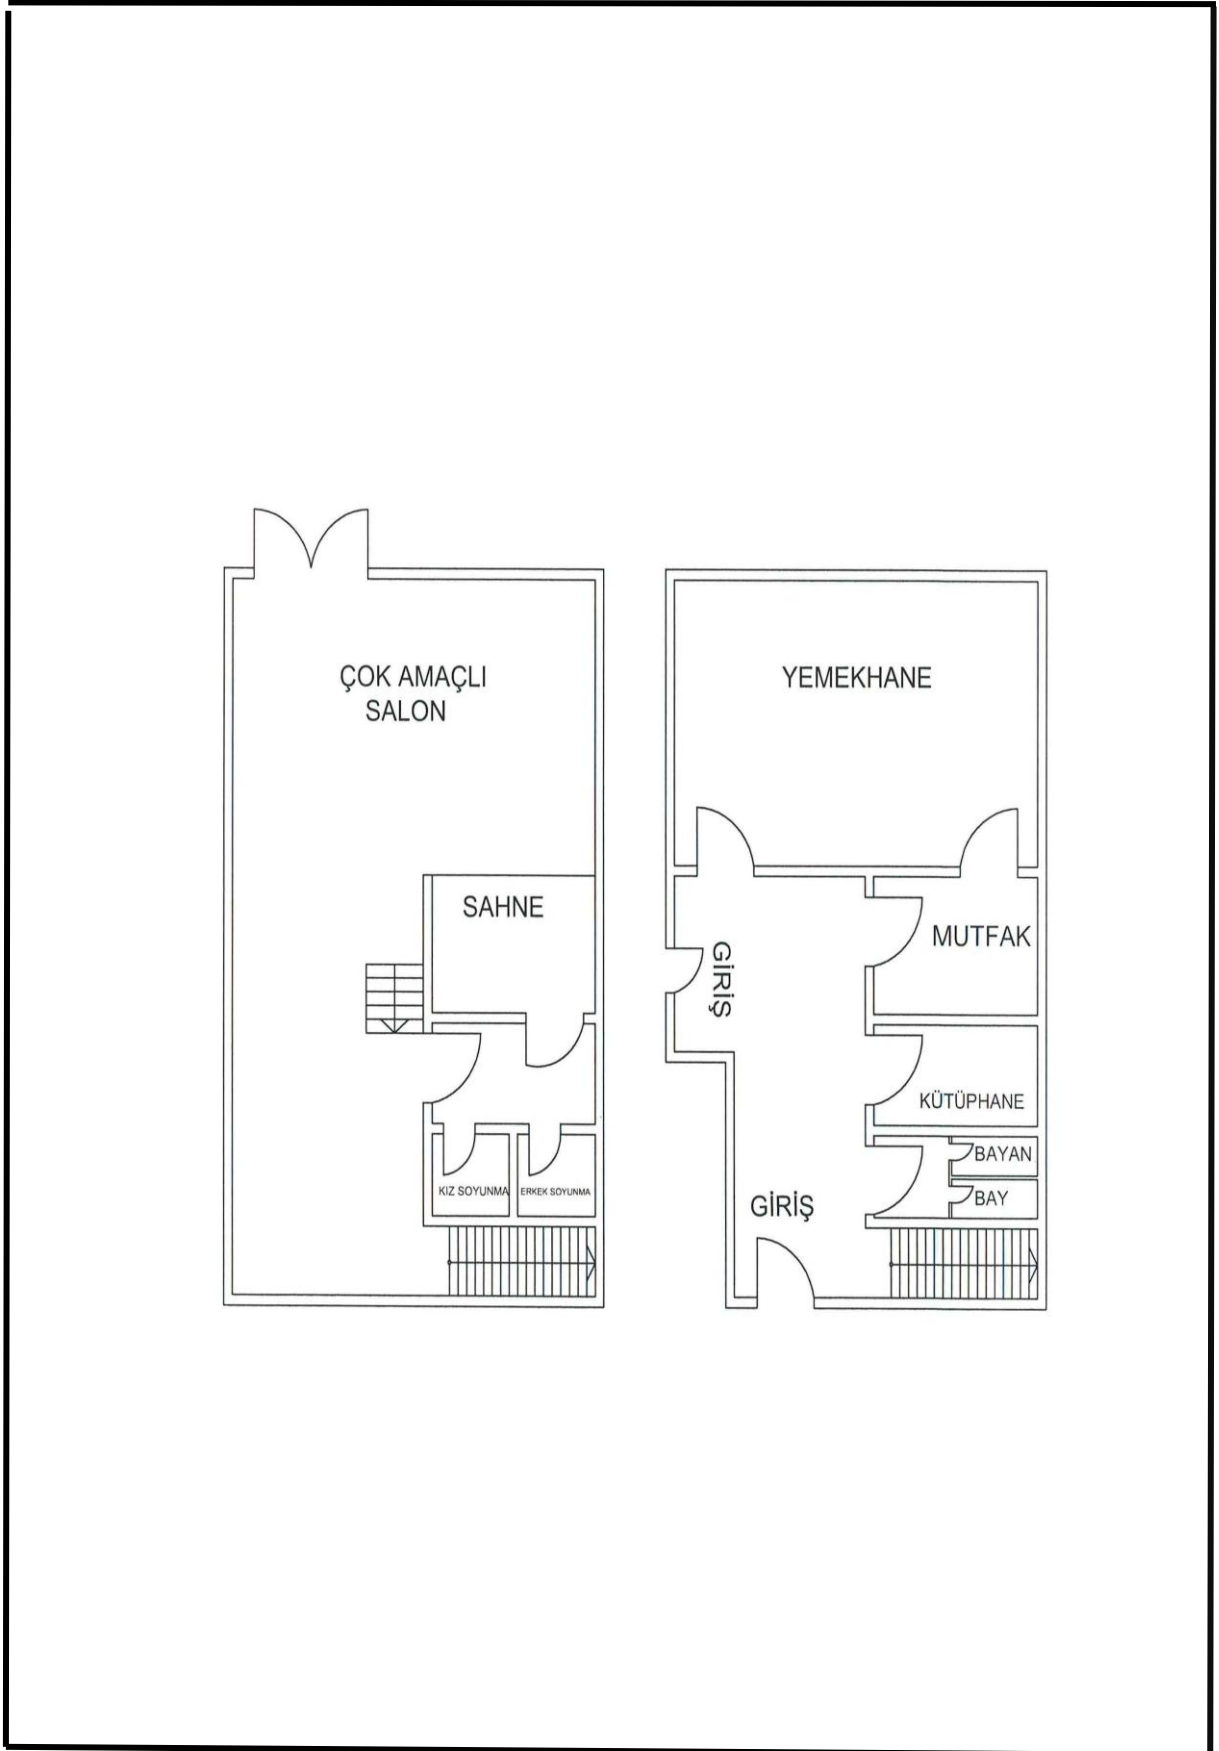 ÇOK AMAÇLI
SALON
SAHNE
KIZ SOYUNMA
ERKEK SOYUNMA
YEMEKHANE
MUTFAK
GİRİŞ
KÜTÜPHANE
BAYAN
BAY
GİRİŞ